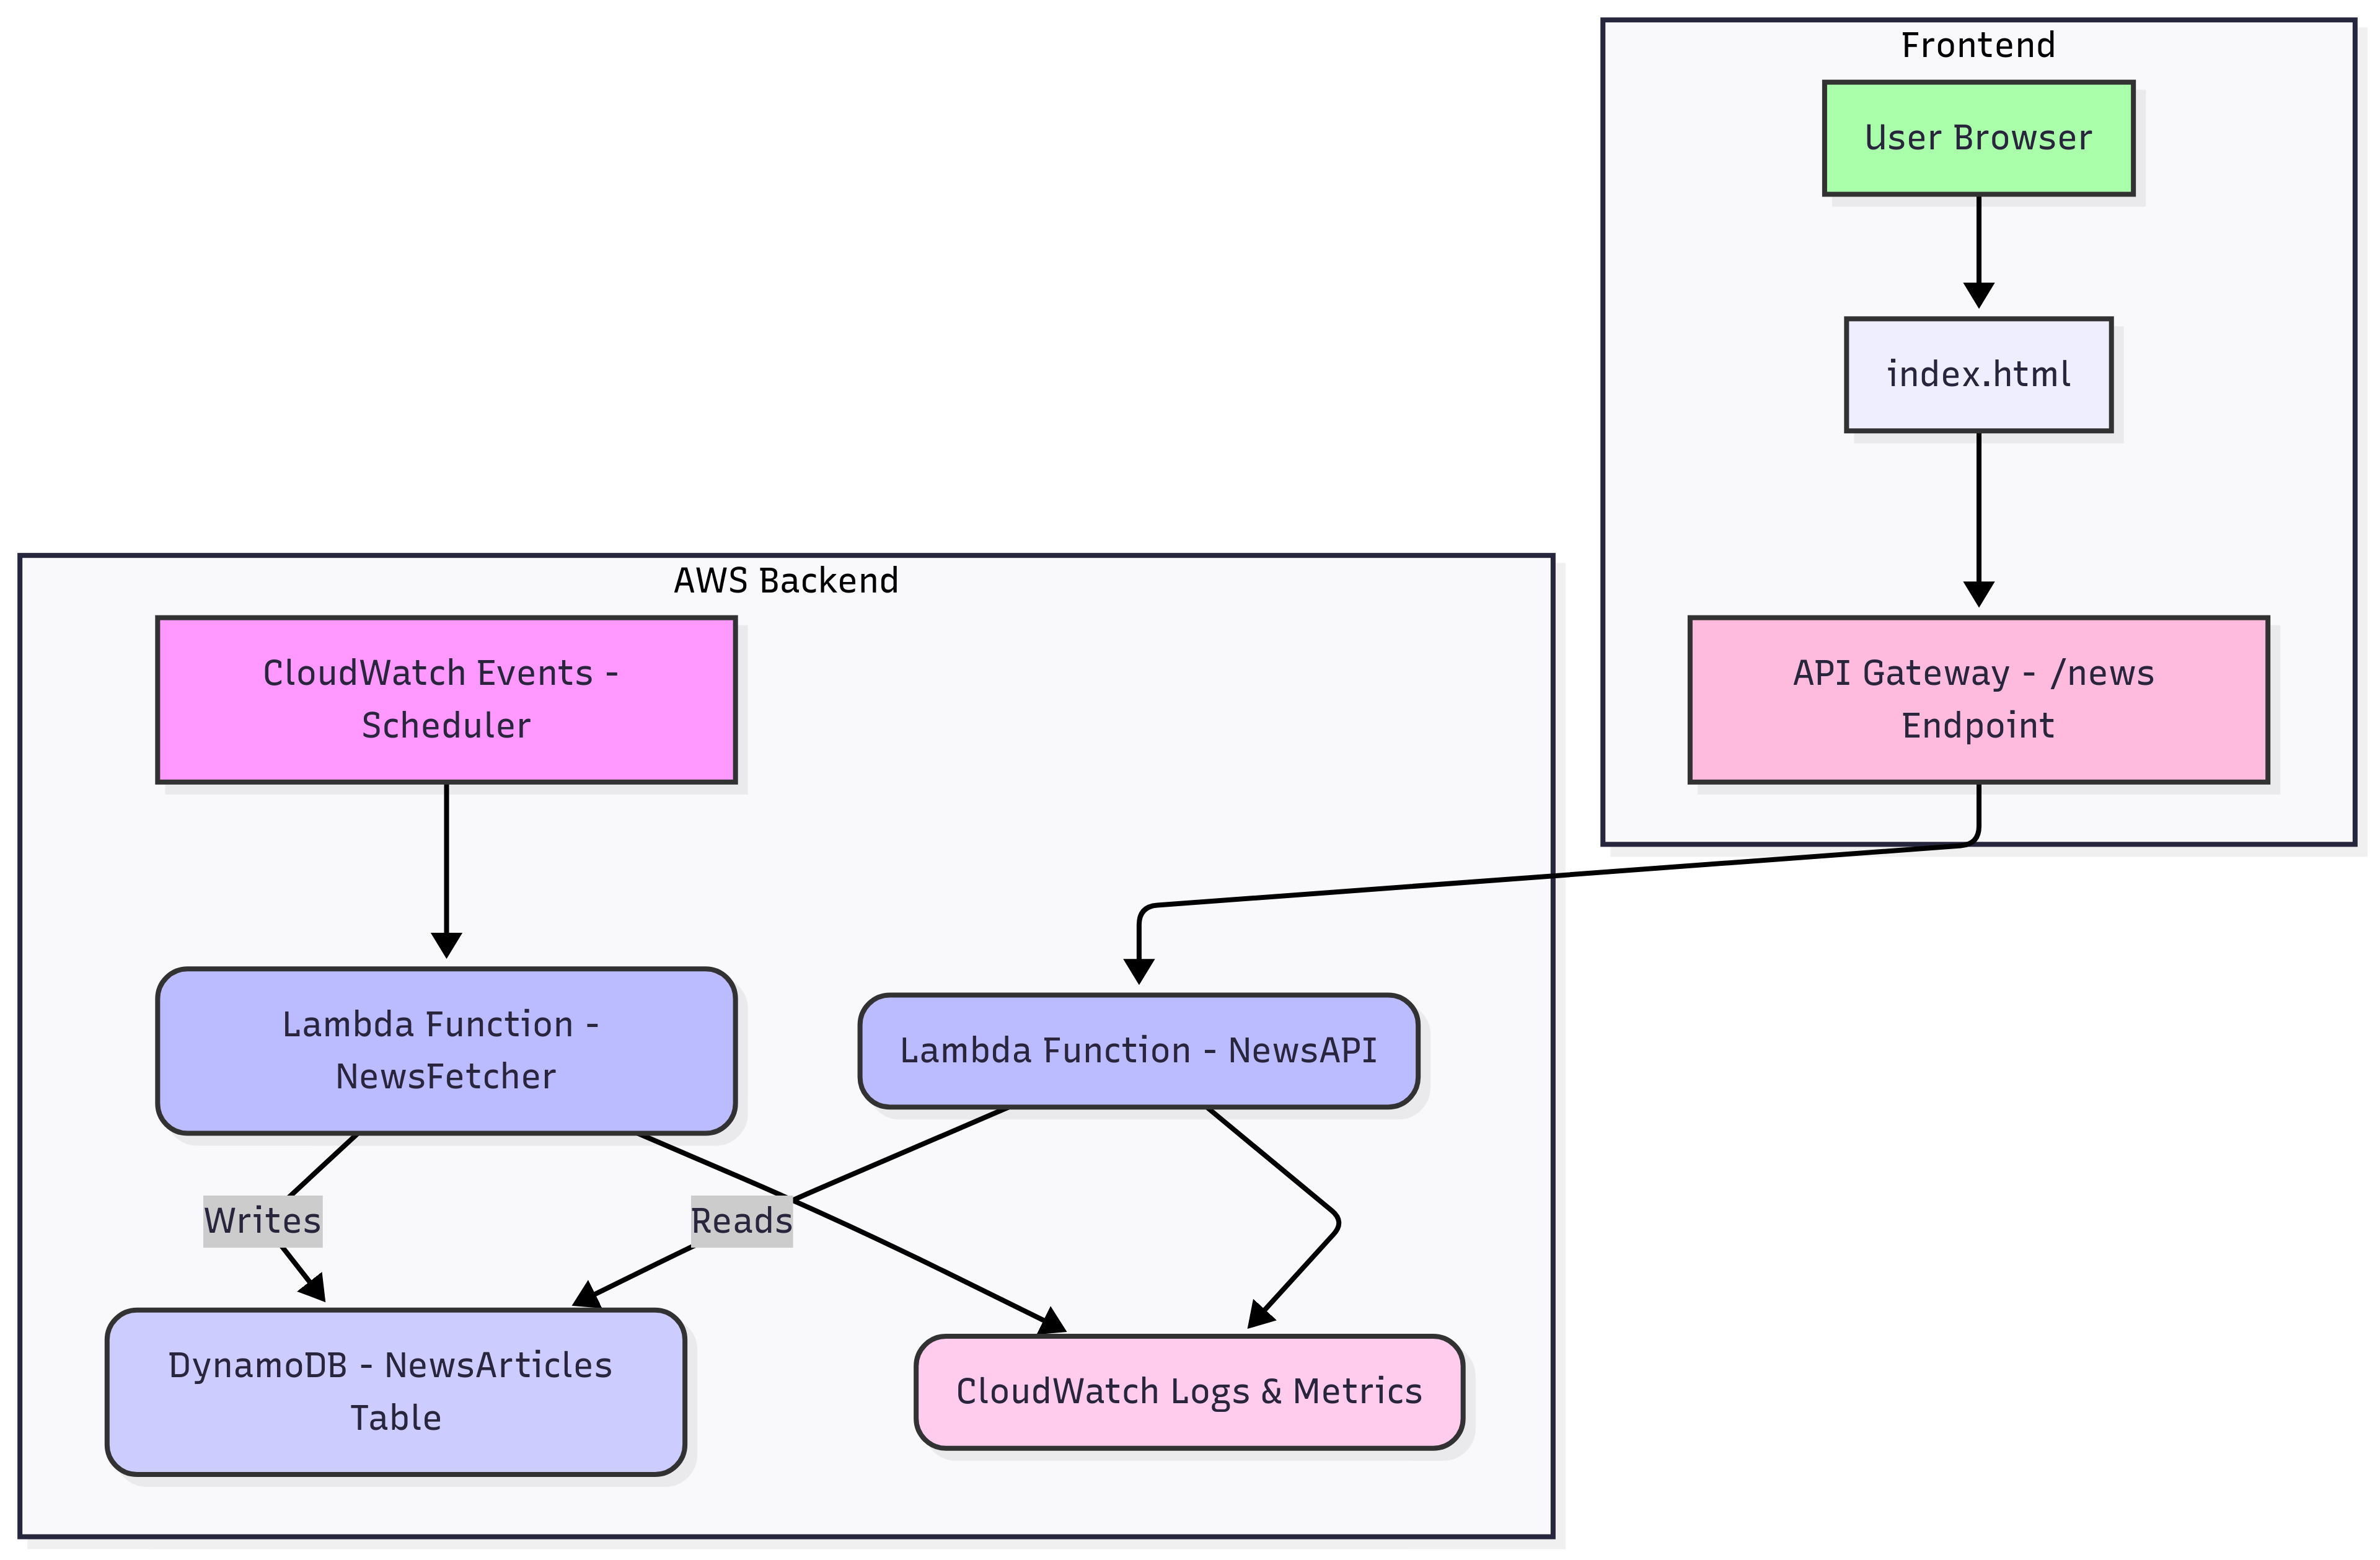 Frontend
User Browser
index.html
API Gateway - /news
Endpoint
AWS Backend
CloudWatch Events -
Scheduler
Lambda Function -
NewsFetcher
Lambda Function - NewsAPI
Writes
Reads
DynamoDB - NewsArticles
Table
CloudWatch Logs & Metrics